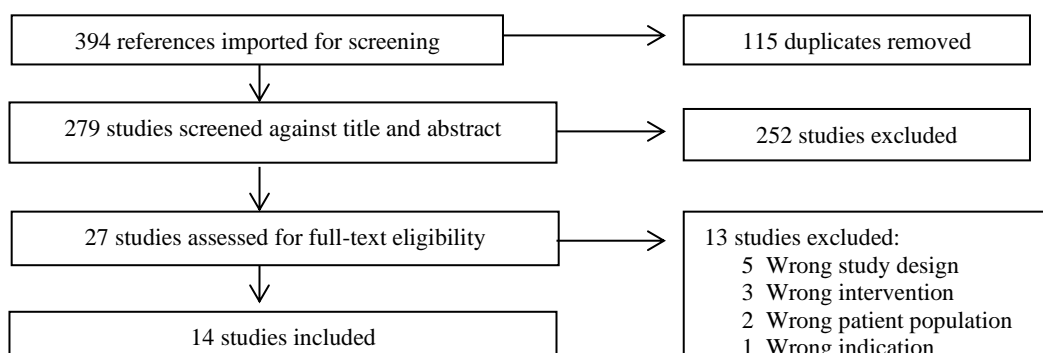 394 references imported for screening
115 duplicates removed
279 studies screened against title and abstract
252 studies excluded
27 studies assessed for full-text eligibility
13 studies excluded:
5 Wrong study design
3 Wrong intervention
2 Wrong patient population
1 Wrong indication
14 studies included